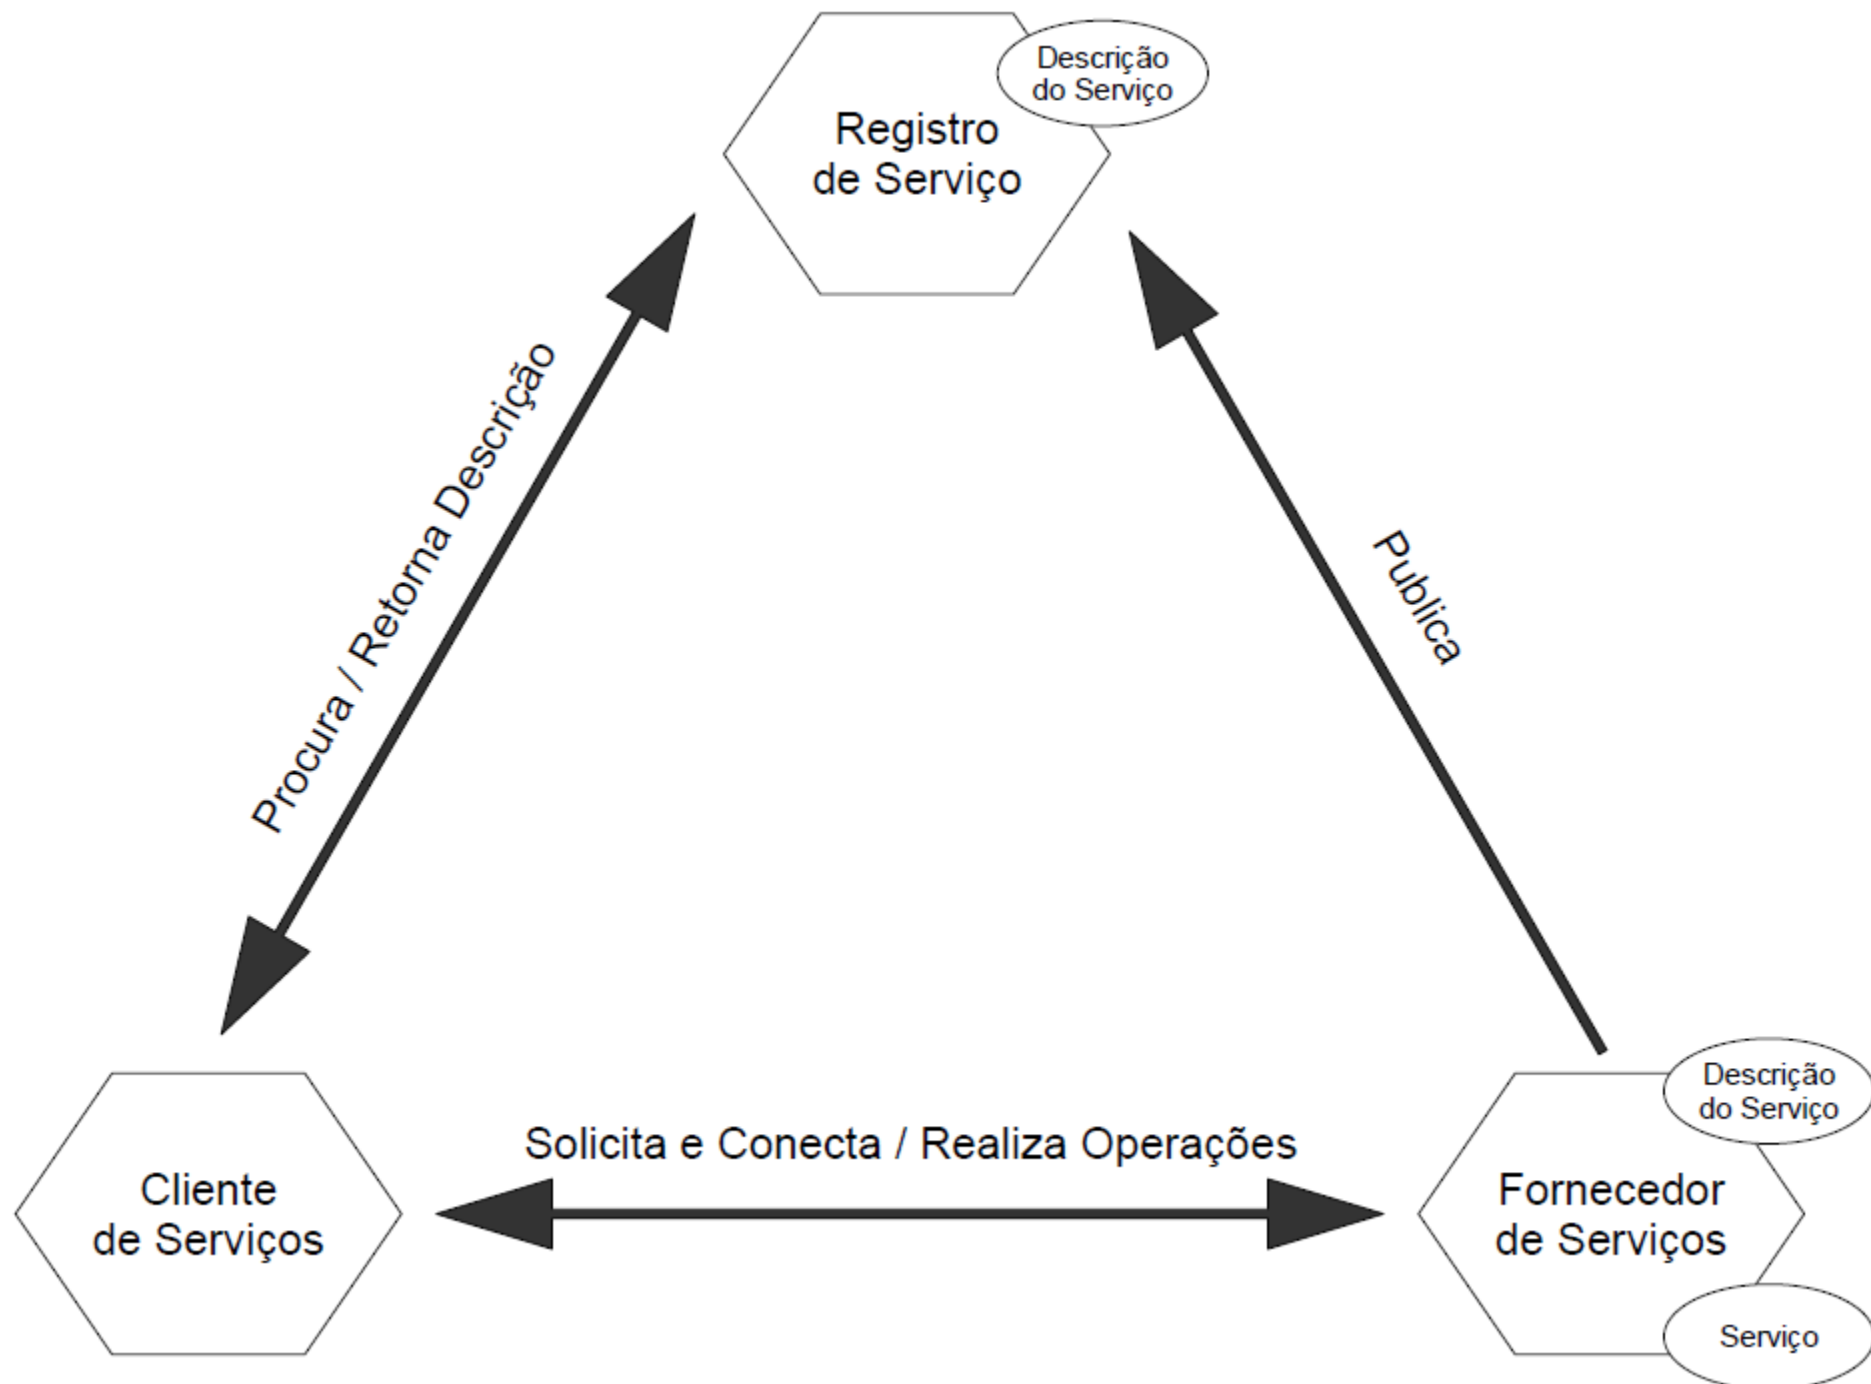 Descrição
do Serviço
Registro
de Serviço
Procura / Retorna Descrição
Publica
Descrição
do Serviço
Solicita e Conecta / Realiza Operações
Cliente
de Serviços
Fornecedor
de Serviços
Serviço